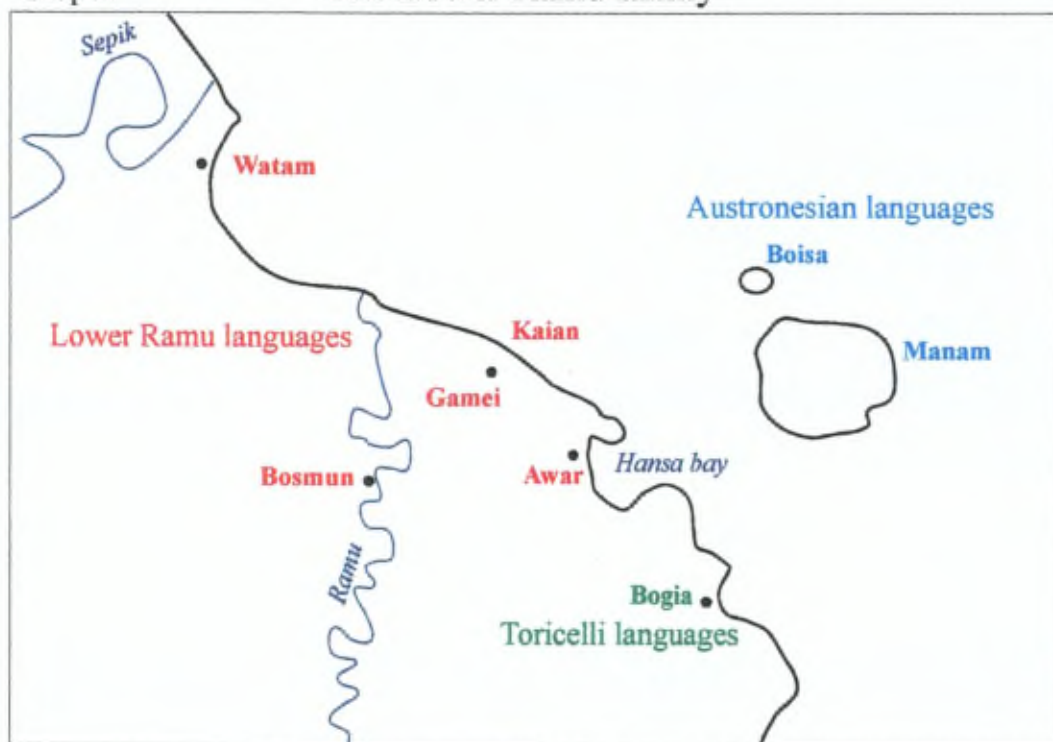 Sepik
Watam
Austronesian languages
Boisa
Lower Ramu languages
Kaian
Manam
Gamei
Bosmun
Awar
Hansa bay
Ramu
Bogia
Toricelli languages